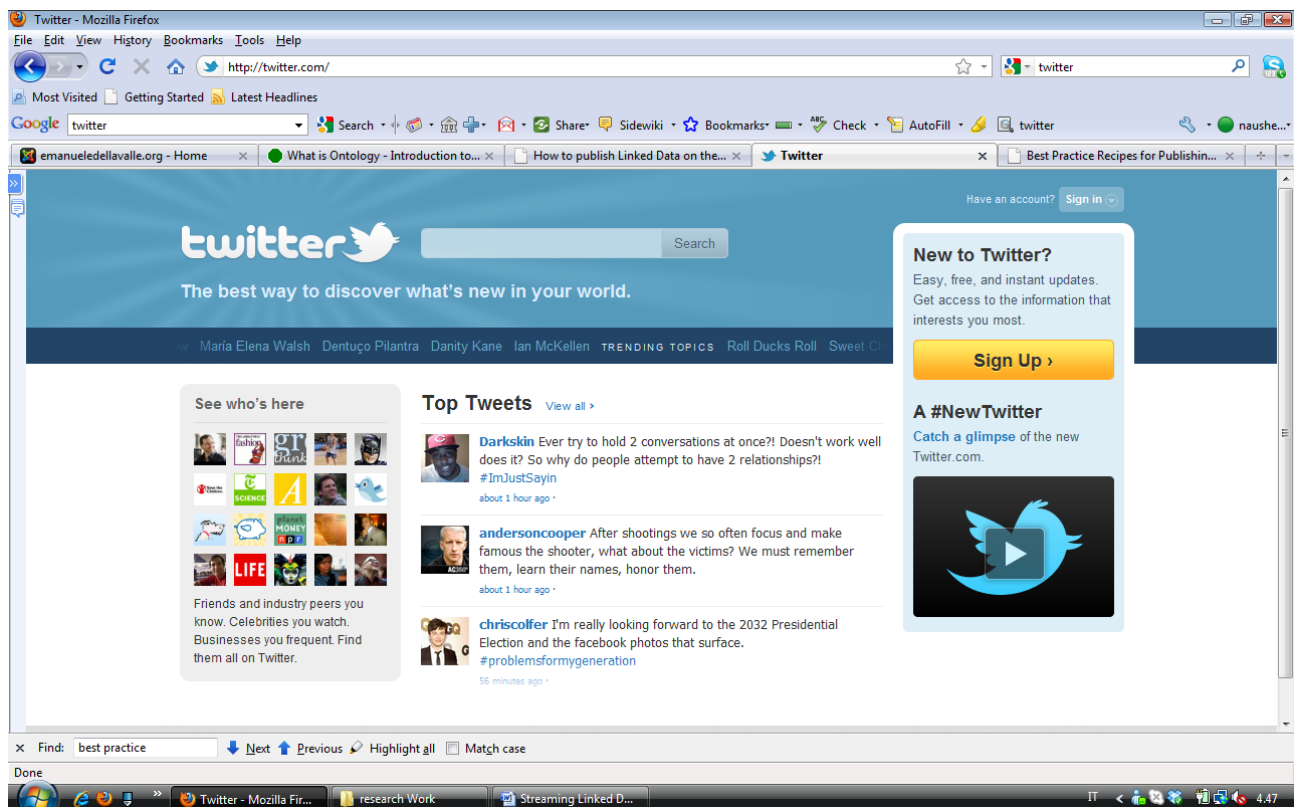 Twitter - Mozilla Firefox
File Edit View History Bookmarks Tools Help
http://twitter.com/ twitter
Most Visited Getting Started Latest Headlines
Google twitter Search Share Sidewiki Bookmarks Check AutoFill twitter naushe...
emanueledellavalle.org - Home What is Ontology - Introduction to... How to publish Linked Data on the... Twitter Best Practice Recipes for Publishin...
Have an account? Sign in
twitter Search
The best way to discover what's new in your world.
María Elena Walsh Dentuço Pilantra Danity Kane Ian McKellen TRENDING TOPICS Roll Ducks Roll Sweet
New to Twitter?
Easy, free, and instant updates.
Get access to the information that
interests you most.
Sign Up ›
A #NewTwitter
Catch a glimpse of the new
Twitter.com.
See who's here
fashion
gr
think
SCIENCE
A
planet
MONEY
npr
LIFE
Friends and industry peers you
know. Celebrities you watch.
Businesses you frequent. Find
them all on Twitter.
Top Tweets View all ›
Darkskin Ever try to hold 2 conversations at once?! Doesn't work well
does it? So why do people attempt to have 2 relationships?!
#ImJustSayin
about 1 hour ago
andersoncooper After shootings we so often focus and make
famous the shooter, what about the victims? We must remember
them, learn their names, honor them.
AC360°
about 1 hour ago
chriscolfer I'm really looking forward to the 2032 Presidential
Election and the facebook photos that surface.
#problemsformygeneration
56 minutes ago
Find: best practice Next Previous Highlight all Match case
Done
Twitter - Mozilla Fir... research Work Streaming Linked D... IT 4.47